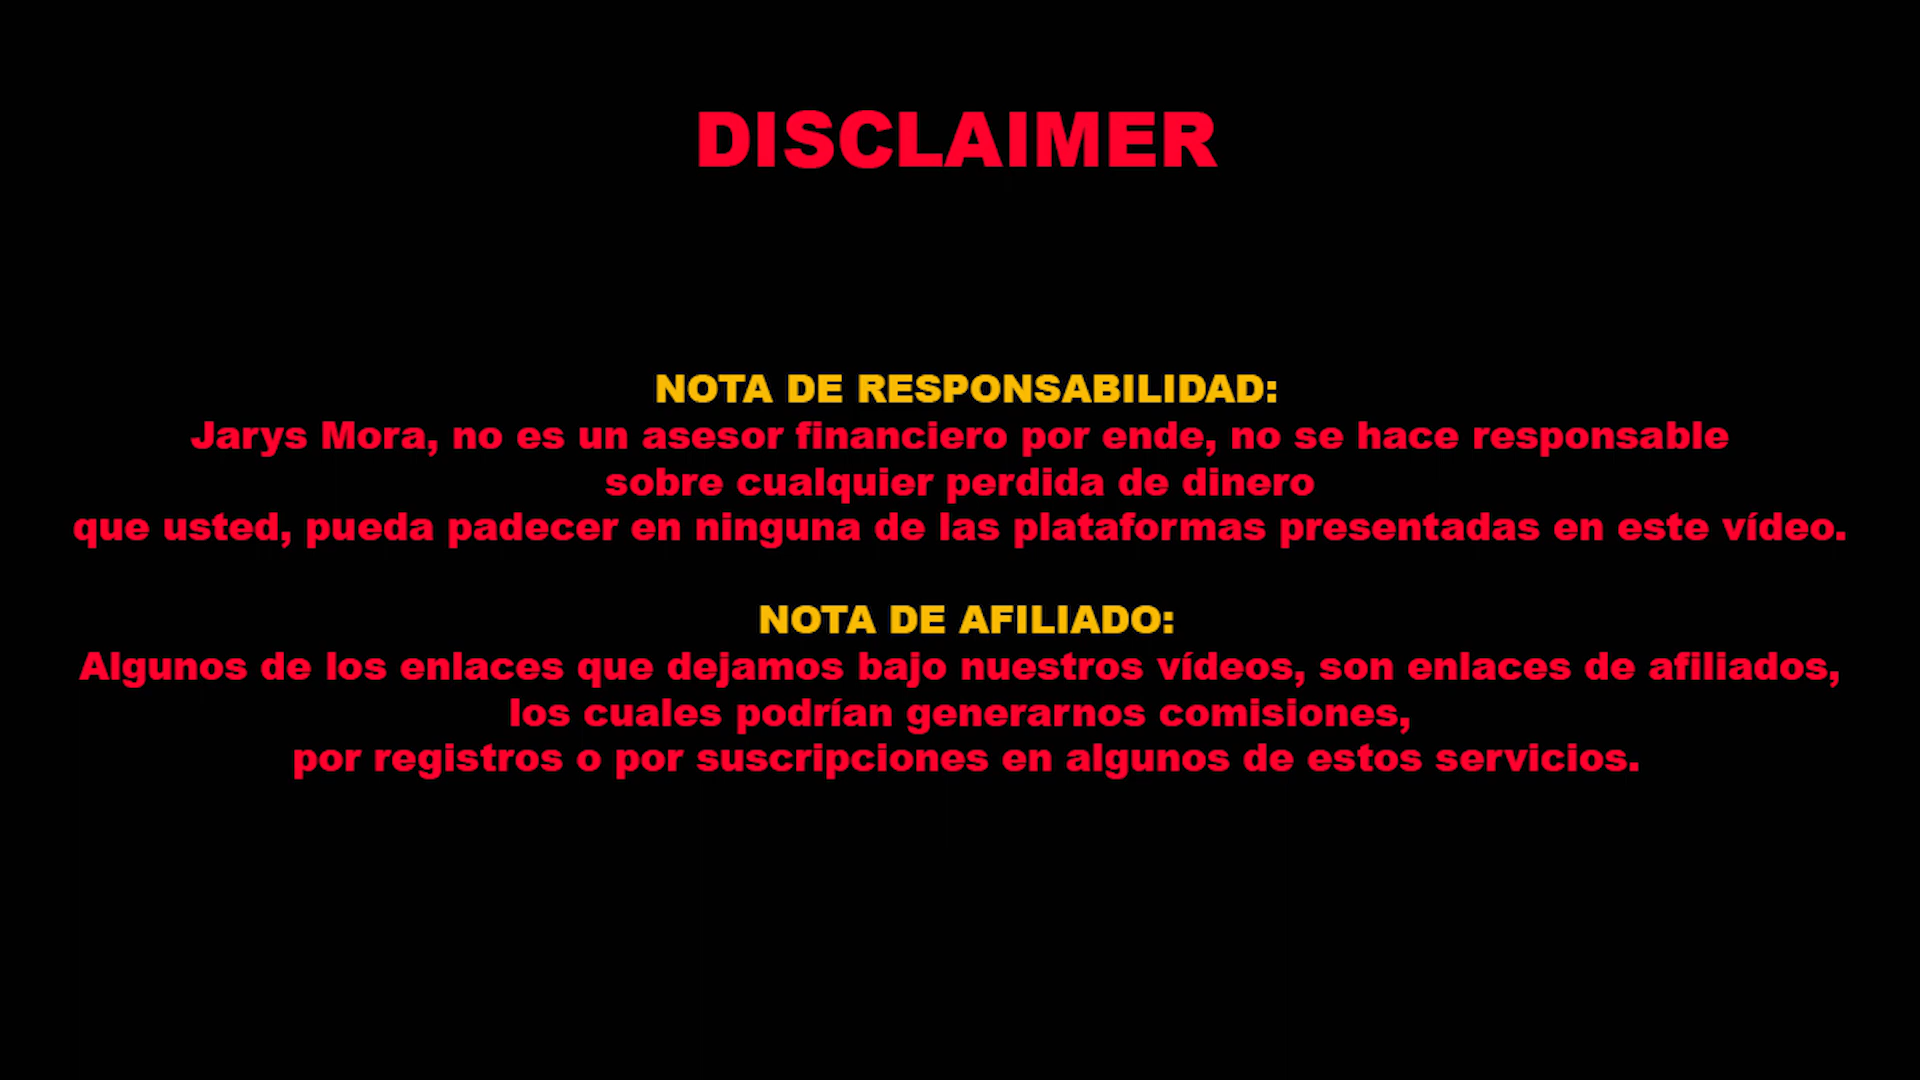 DISCLAIMER
NOTA DE RESPONSABILIDAD:
Jarys Mora, no es un asesor financiero por ende, no se hace responsable
sobre cualquier perdida de dinero
que usted, pueda padecer en ninguna de las plataformas presentadas en este vídeo.
NOTA DE AFILIADO:
Algunos de los enlaces que dejamos bajo nuestros vídeos, son enlaces de afiliados,
los cuales podrían generarnos comisiones,
por registros o por suscripciones en algunos de estos servicios.